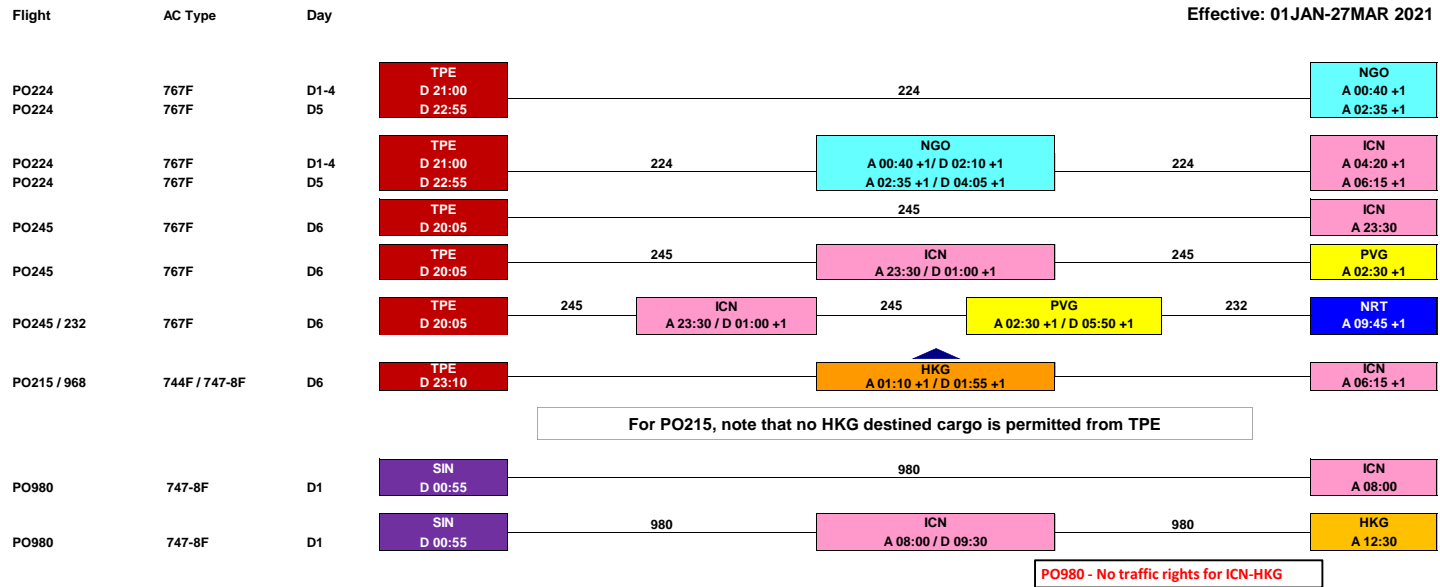 Flight AC Type Day Effective: 01JAN-27MAR 2021
TPE NGO
PO224 767F D1-4 D 21:00 224 A 00:40 +1
PO224 767F D5 D 22:55 A 02:35 +1
TPE NGO ICN
PO224 767F D1-4 D 21:00 224 A 00:40 +1/ D 02:10 +1 224 A 04:20 +1
PO224 767F D5 D 22:55 A 02:35 +1 / D 04:05 +1 A 06:15 +1
TPE 245 ICN
PO245 767F D6 D 20:05 A 23:30
TPE 245 ICN 245 PVG
PO245 767F D6 D 20:05 A 23:30 / D 01:00 +1 A 02:30 +1
TPE 245 ICN 245 PVG 232 NRT
PO245 / 232 767F D6 D 20:05 A 23:30 / D 01:00 +1 A 02:30 +1 / D 05:50 +1 A 09:45 +1
TPE HKG ICN
PO215 / 968 744F / 747-8F D6 D 23:10 A 01:10 +1 / D 01:55 +1 A 06:15 +1
For PO215, note that no HKG destined cargo is permitted from TPE
SIN 980 ICN
PO980 747-8F D1 D 00:55 A 08:00
SIN 980 ICN 980 HKG
PO980 747-8F D1 D 00:55 A 08:00 / D 09:30 A 12:30
PO980 - No traffic rights for ICN-HKG